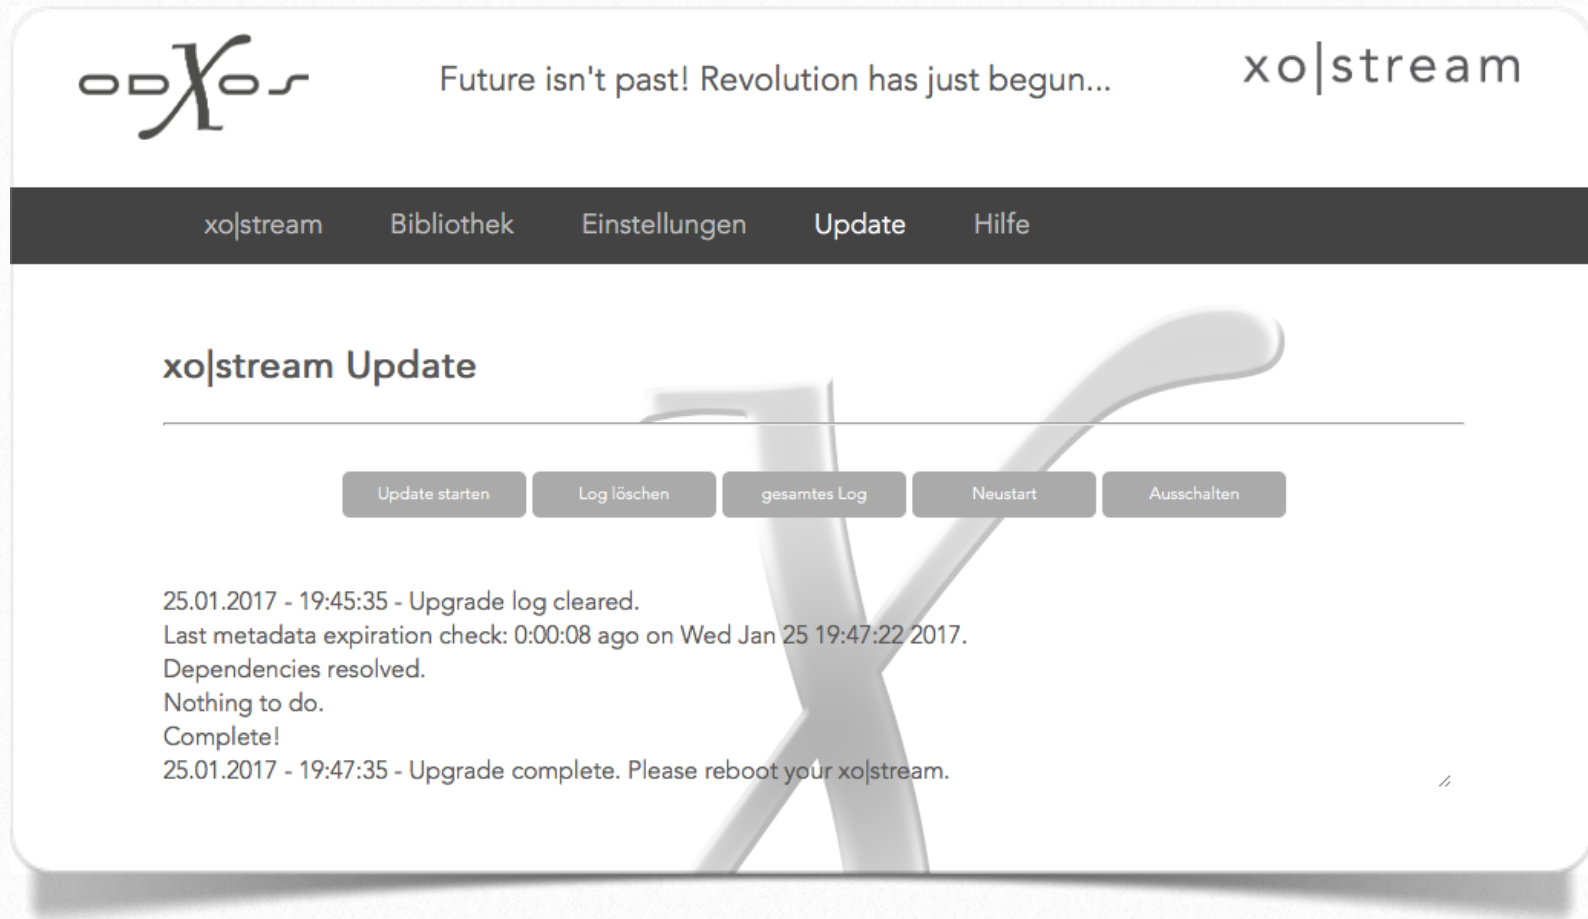 ODXOS
Future isn't past! Revolution has just begun...
xo|stream
xo|stream Bibliothek Einstellungen Update Hilfe
xo|stream Update
Update starten Log löschen gesamtes Log Neustart Ausschalten
25.01.2017 - 19:45:35 - Upgrade log cleared.
Last metadata expiration check: 0:00:08 ago on Wed Jan 25 19:47:22 2017.
Dependencies resolved.
Nothing to do.
Complete!
25.01.2017 - 19:47:35 - Upgrade complete. Please reboot your xo|stream.